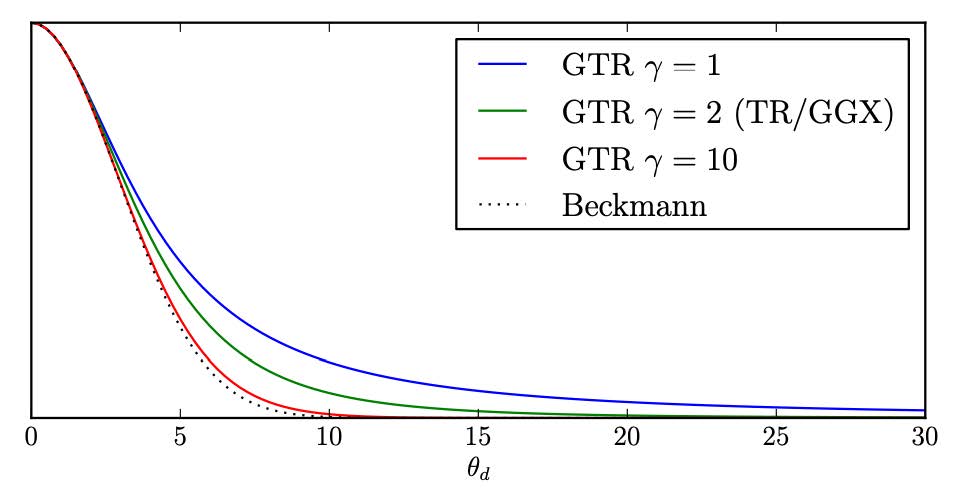 GTR γ = 1
GTR γ = 2 (TR/GGX)
GTR γ = 10
Beckmann
0 5 10 15 20 25 30
θd